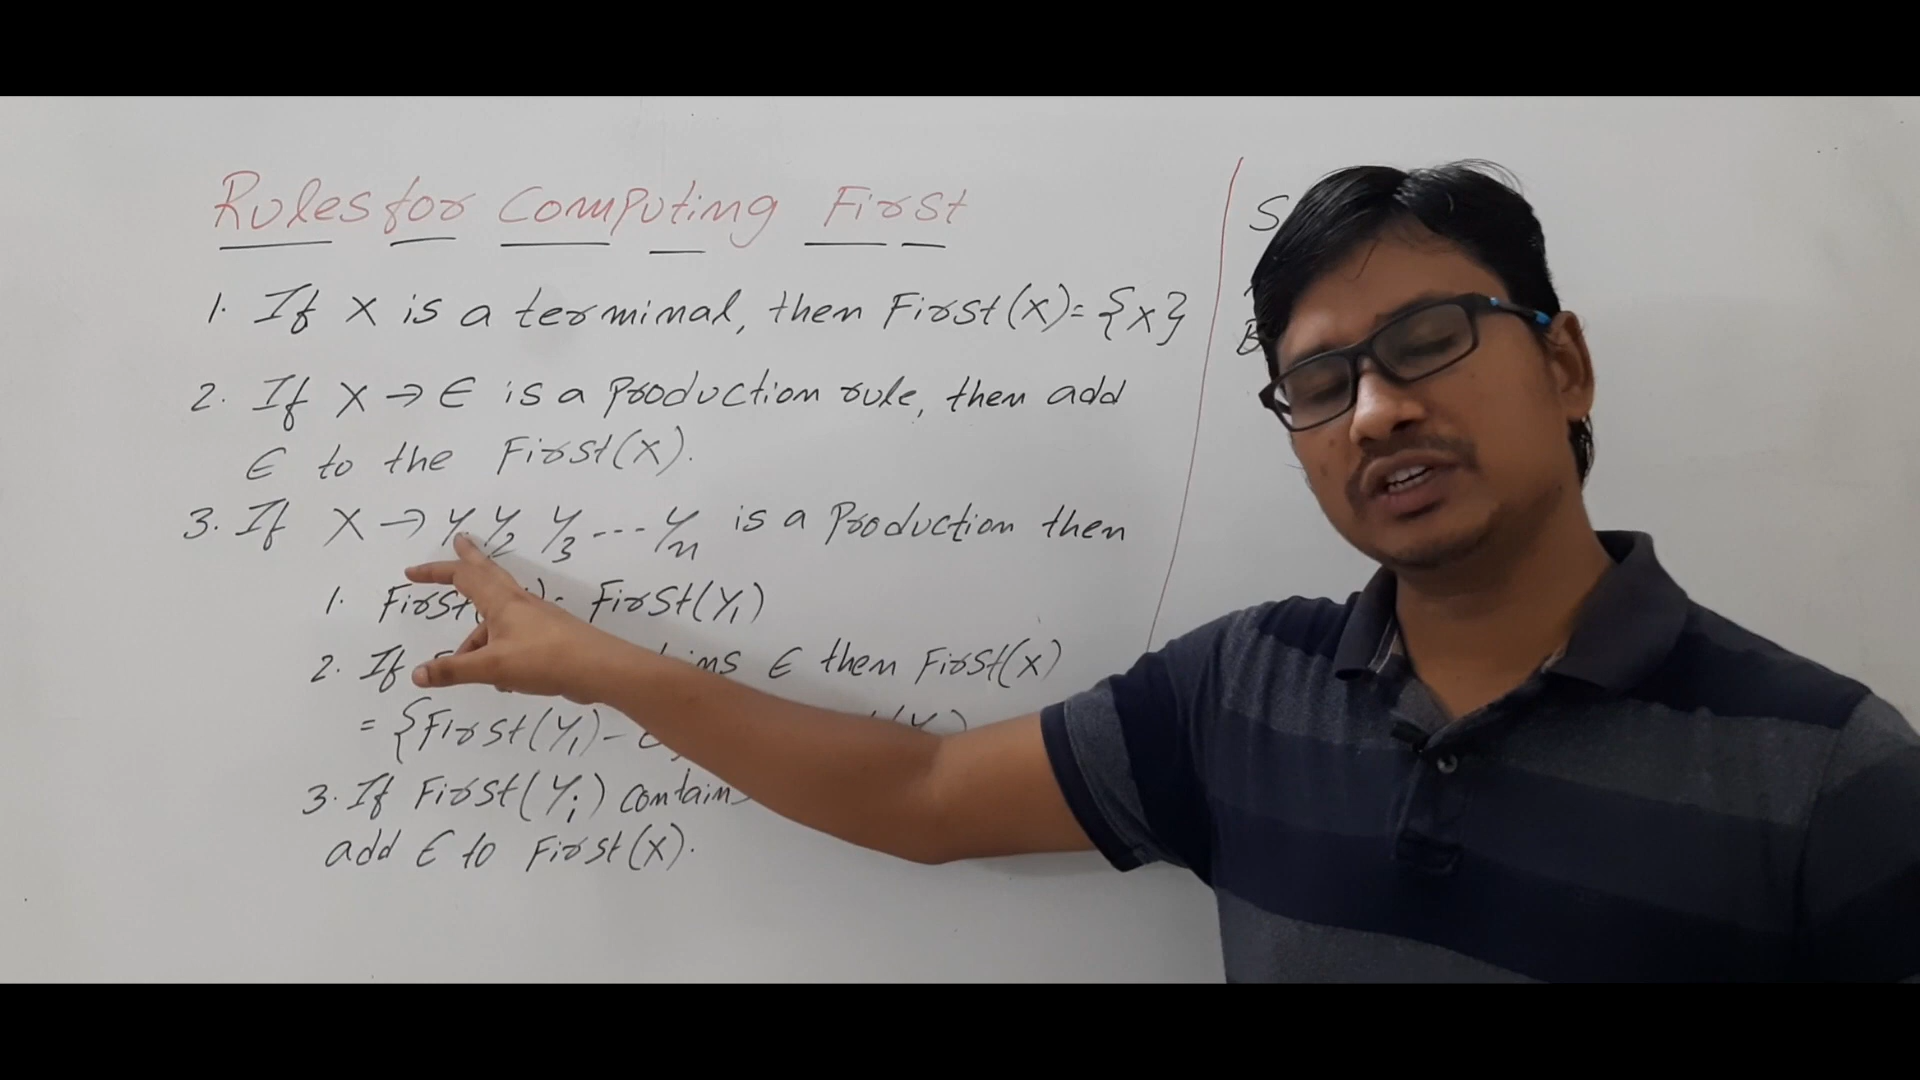 Rules for Computing First
1. If X is a terminal, then First(X)= {X}
2. If X → ϵ is a Production rule, then add
ϵ to the First(X).
3. If X → Y₁ Y₂ Y₃ --- Yn is a Production then
1. First( ) = First(Y₁)
2. If ϵ then First(X)
= {First(Y₁) - ϵ
3. If First(Yi) contains
add ϵ to First(X).
S
B